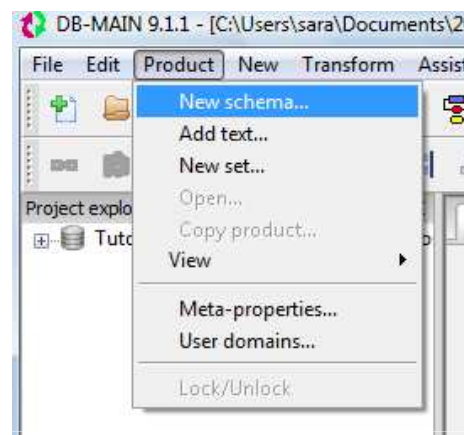 DB-MAIN 9.1.1 - [C:\Users\sara\Documents\2
File Edit Product New Transform Assist
New schema...
Add text...
New set...
Open...
Copy product...
View
Meta-properties...
User domains...
Lock/Unlock
Project explo
Tuto